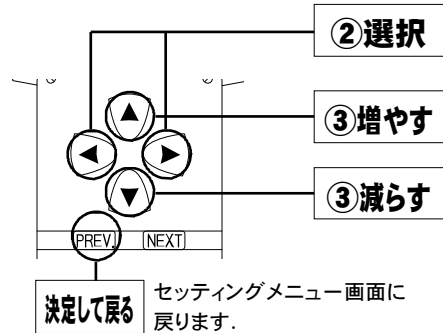 ②選択
③増やす
③減らす
PREV.
NEXT
決定して戻る
セッティングメニュー画面に
戻ります.